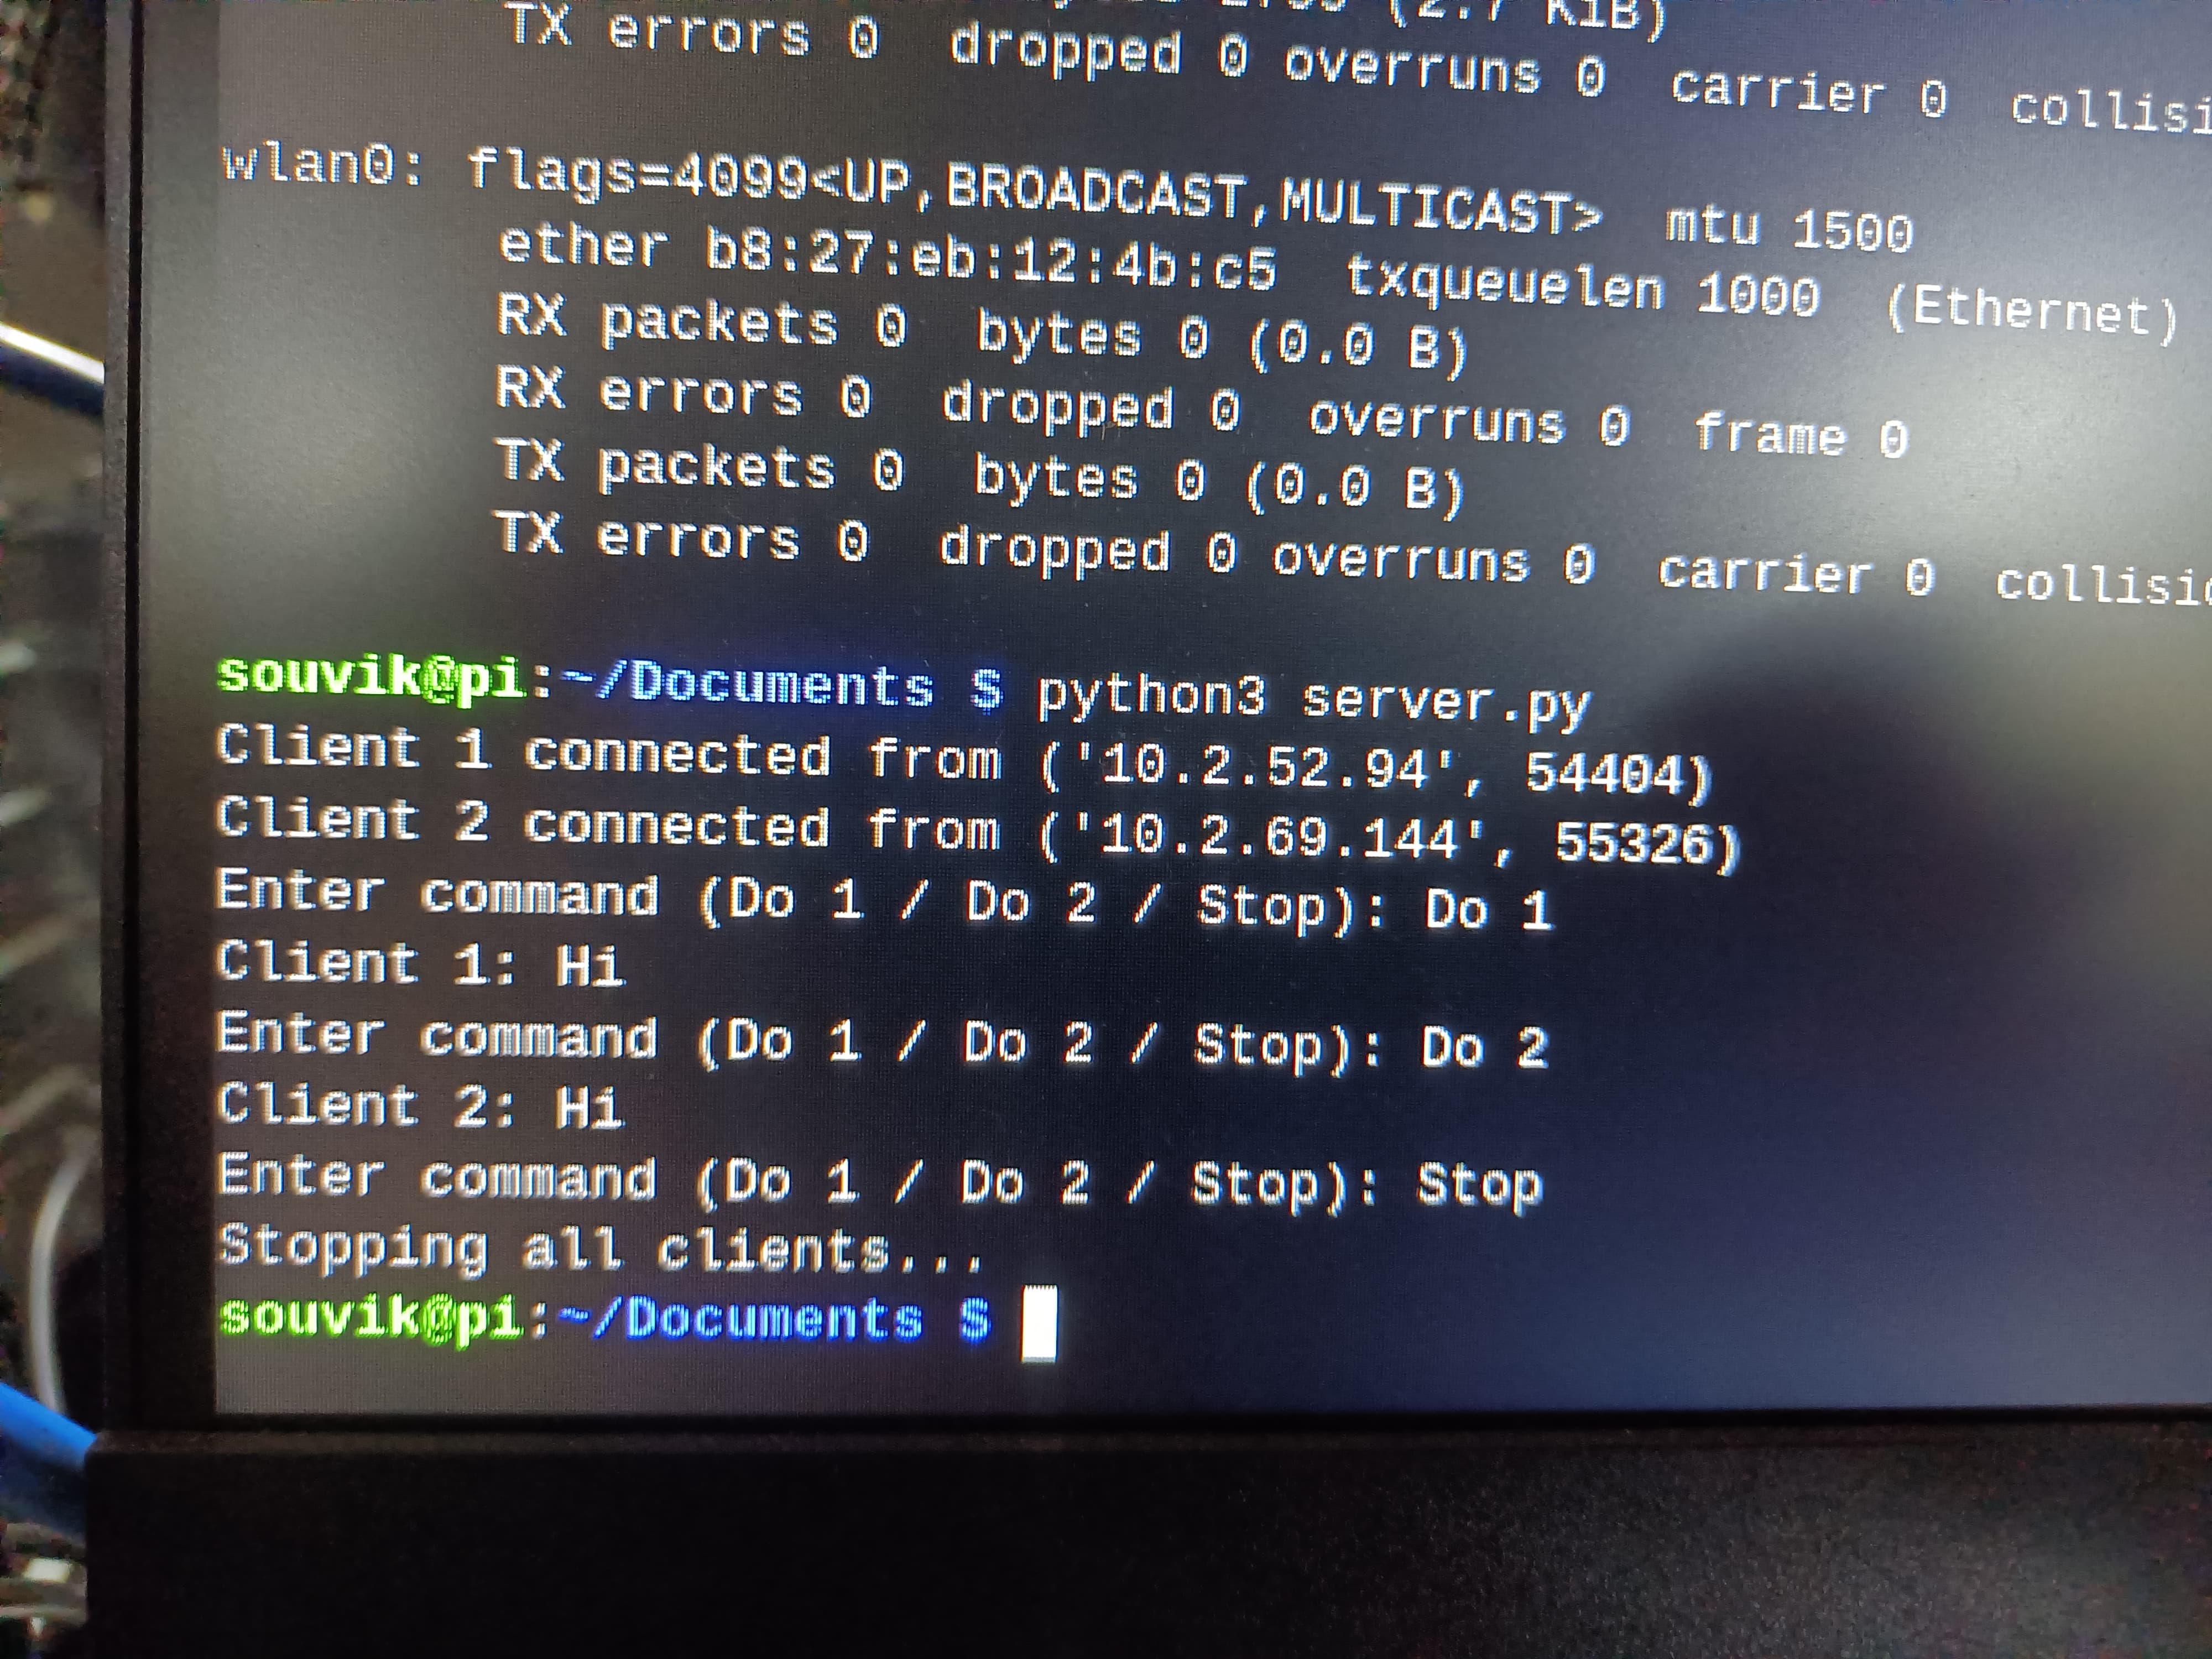 (2.7 KiB)
TX errors 0  dropped 0 overruns 0  carrier 0
wlan0: flags=4099<UP,BROADCAST,MULTICAST>  mtu 1500
ether b8:27:eb:12:4b:c5  txqueuelen 1000  (Ethernet)
RX packets 0  bytes 0 (0.0 B)
RX errors 0  dropped 0  overruns 0  frame 0
TX packets 0  bytes 0 (0.0 B)
TX errors 0  dropped 0 overruns 0  carrier 0
souvik@pi:~/Documents $ python3 server.py
Client 1 connected from ('10.2.52.94', 54404)
Client 2 connected from ('10.2.69.144', 55326)
Enter command (Do 1 / Do 2 / Stop): Do 1
Client 1: Hi
Enter command (Do 1 / Do 2 / Stop): Do 2
Client 2: Hi
Enter command (Do 1 / Do 2 / Stop): Stop
Stopping all clients...
souvik@pi:~/Documents $